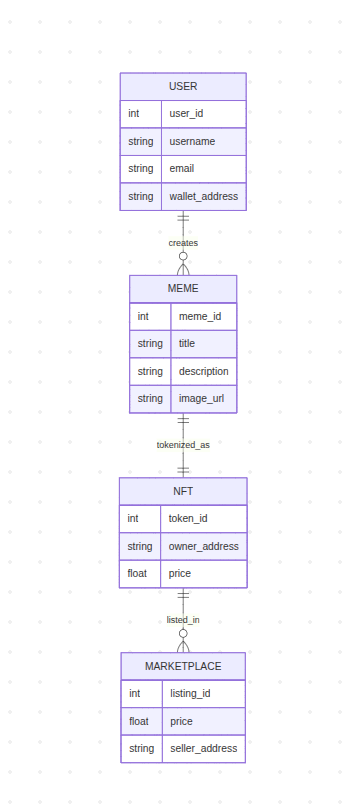 USER
int user_id
string username
string email
string wallet_address
creates
MEME
int meme_id
string title
string description
string image_url
tokenized_as
NFT
int token_id
string owner_address
float price
listed_in
MARKETPLACE
int listing_id
float price
string seller_address